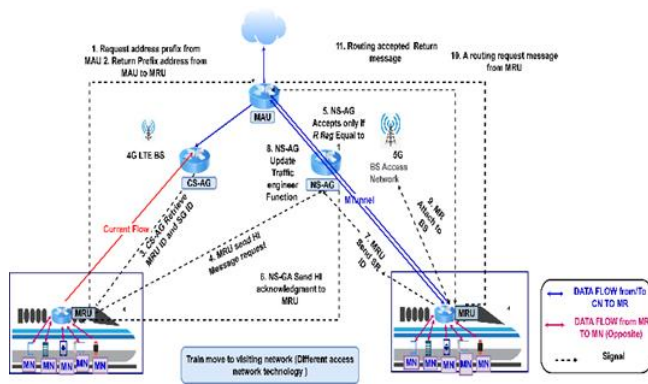 1. Request address prefix from
MAU 2. Return Prefix address from
MAU to MRU
11. Routing accepted Return
message
10. A routing request message
from MRU
MAU
5. NS-AG
Accepts only if
R flag Equal to
1
4G LTE BS
5G
BS Access
Network
8. NS-AG
Update
Traffic
engineer
Function
CS-AG
NS-AG
Current Flow
3. CS-AG Retrieve
MRU ID and SG ID
4. MRU send HI
Message request
MTunnel
7. MRU
Send SR
ID
9. MR
Attach to
BS
6. NS-GA Send HI
acknowledgment to
MRU
MRU
MN MN MN MN MN
MRU
MN MN MN MN MN
Train move to visiting network (Different access
network technology )
DATA FLOW from/To
CN TO MR
DATA FLOW from MR
TO MN (Opposite)
Signal